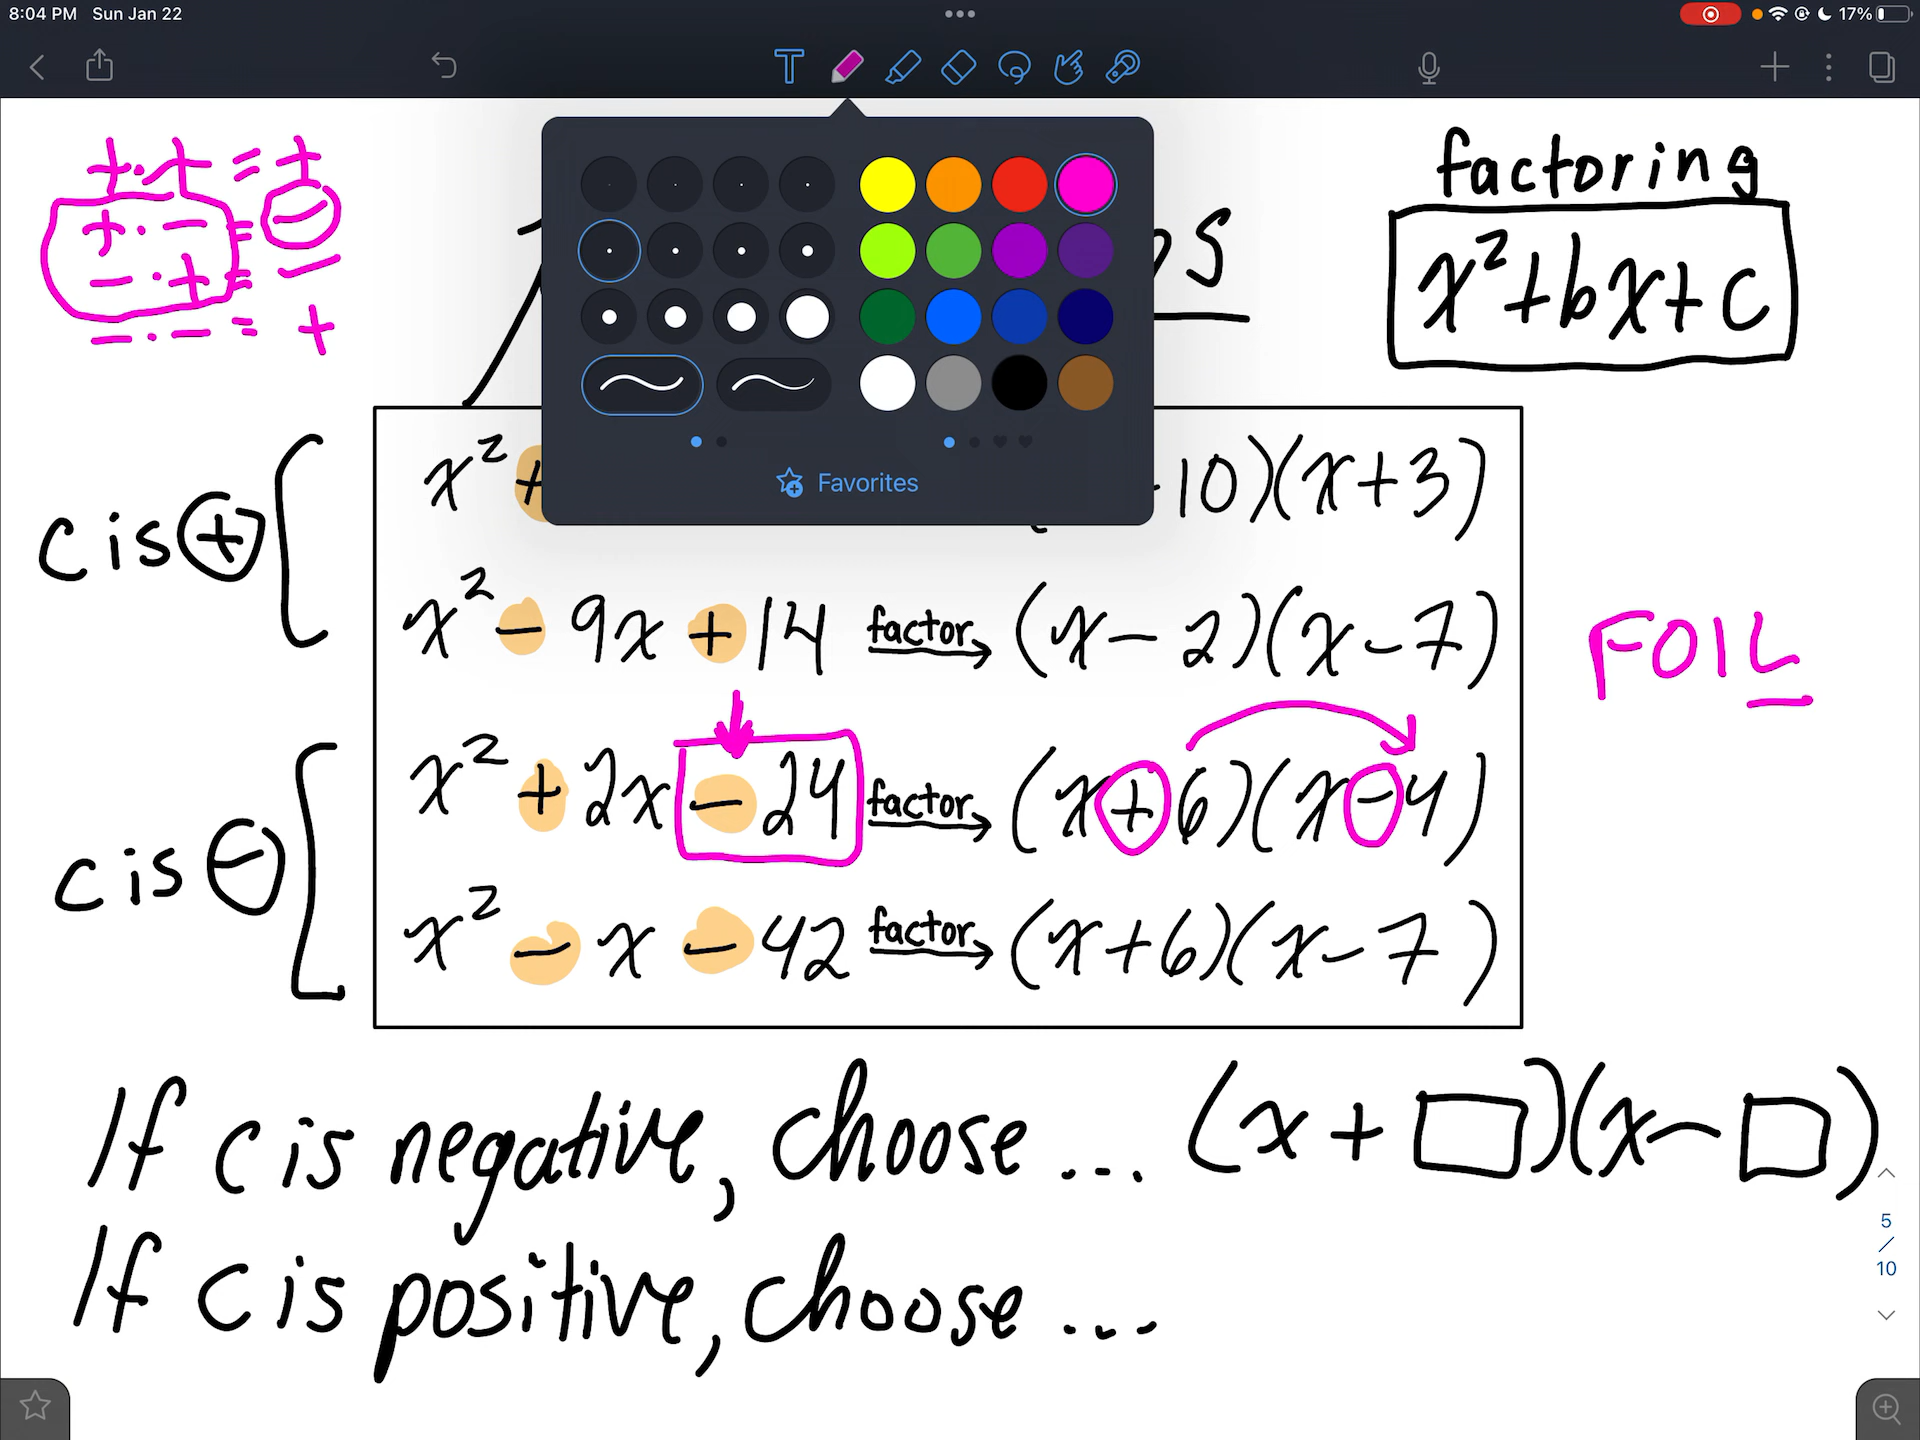 8:04 PM Sun Jan 22 17%
+ · + = +
+ · − = −
− · + = −
− · − = +
factoring
x² + bx + c
S
c is +
x² + -10)(x+3)
x² − 9x + 14 factor (x − 2)(x − 7)
FOIL
c is −
x² + 2x − 24 factor (x + 6)(x − 4)
x² − x − 42 factor (x + 6)(x − 7)
Favorites
If c is negative, choose ... (x + □)(x − □)
If c is positive, choose ...
5
/
10